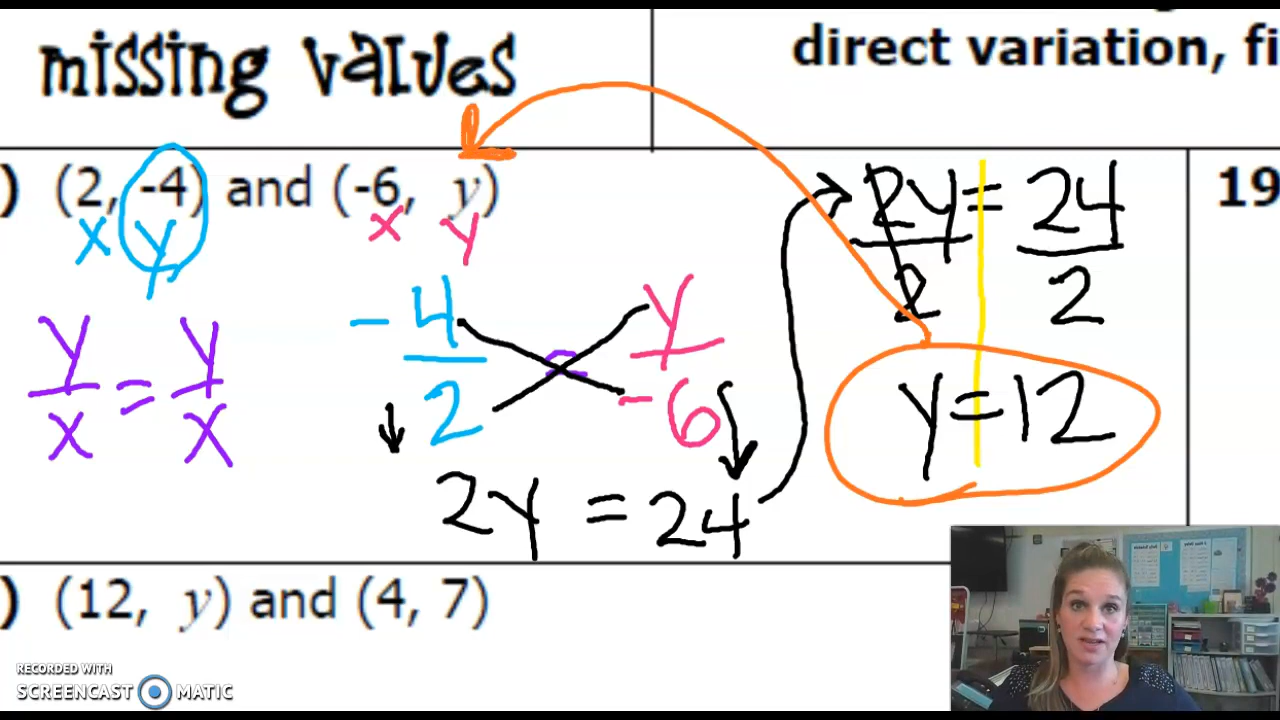 missing values
direct variation, fi
) (2, -4) and (-6, y)
x y
x y
y/x = y/x
-4/2 = y/-6
2y = 24
2y/2 = 24/2
y = 12
19
) (12, y) and (4, 7)
RECORDED WITH
SCREENCAST MATIC